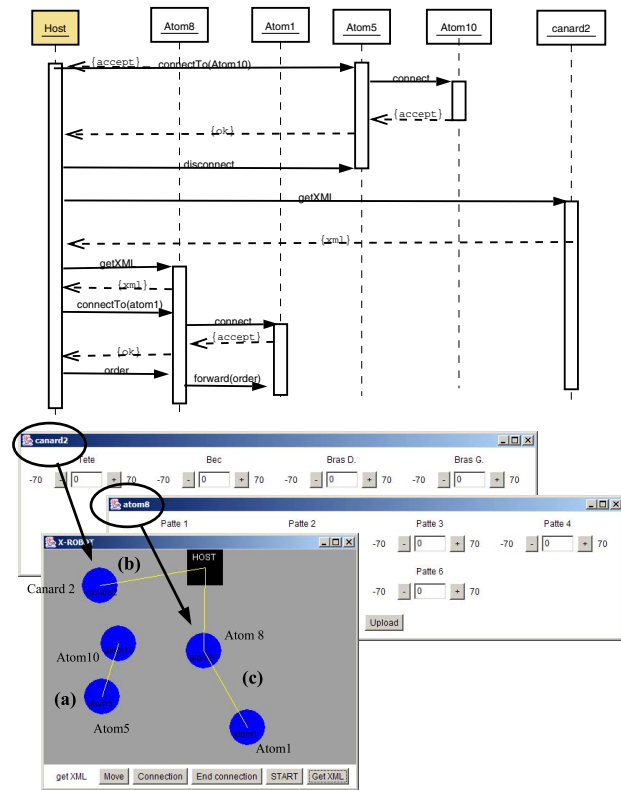 Host
Atom8
Atom1
Atom5
Atom10
canard2
{accept}
connectTo(Atom10)
connect
{accept}
{ok}
disconnect
getXMl
{xml}
getXML
{xml}
connectTo(atom1)
connect
{accept}
{ok}
order
forward(order)
canard2
Tete
Bec
Bras D.
Bras G.
-70 - 0 + 70 -70 - 0 + 70 -70 - 0 + 70 -70 - 0 + 70
atom8
Patte 1
Patte 2
Patte 3
Patte 4
-70 - 0 + 70 -70 - 0 + 70
Patte 6
-70 - 0 + 70
Upload
X-ROBOT
HOST
(b)
Canard 2
canard2
Atom 8
Atom10
(c)
(a)
Atom5
Atom1
get XML Move Connection End connection START Get XML